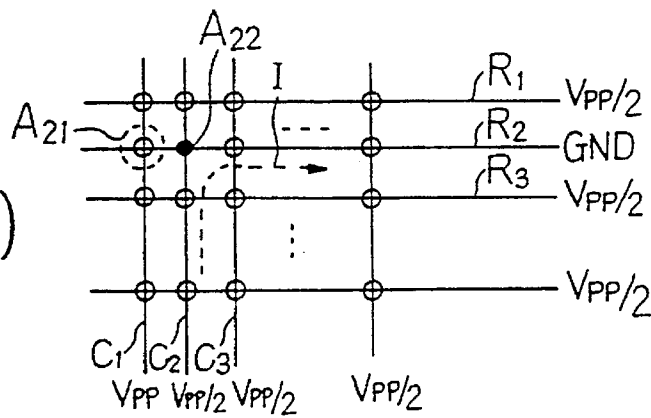 A22
I
R1 VPP/2
A21
R2 GND
R3 VPP/2
)
VPP/2
C1 C2 C3
VPP VPP/2 VPP/2 VPP/2